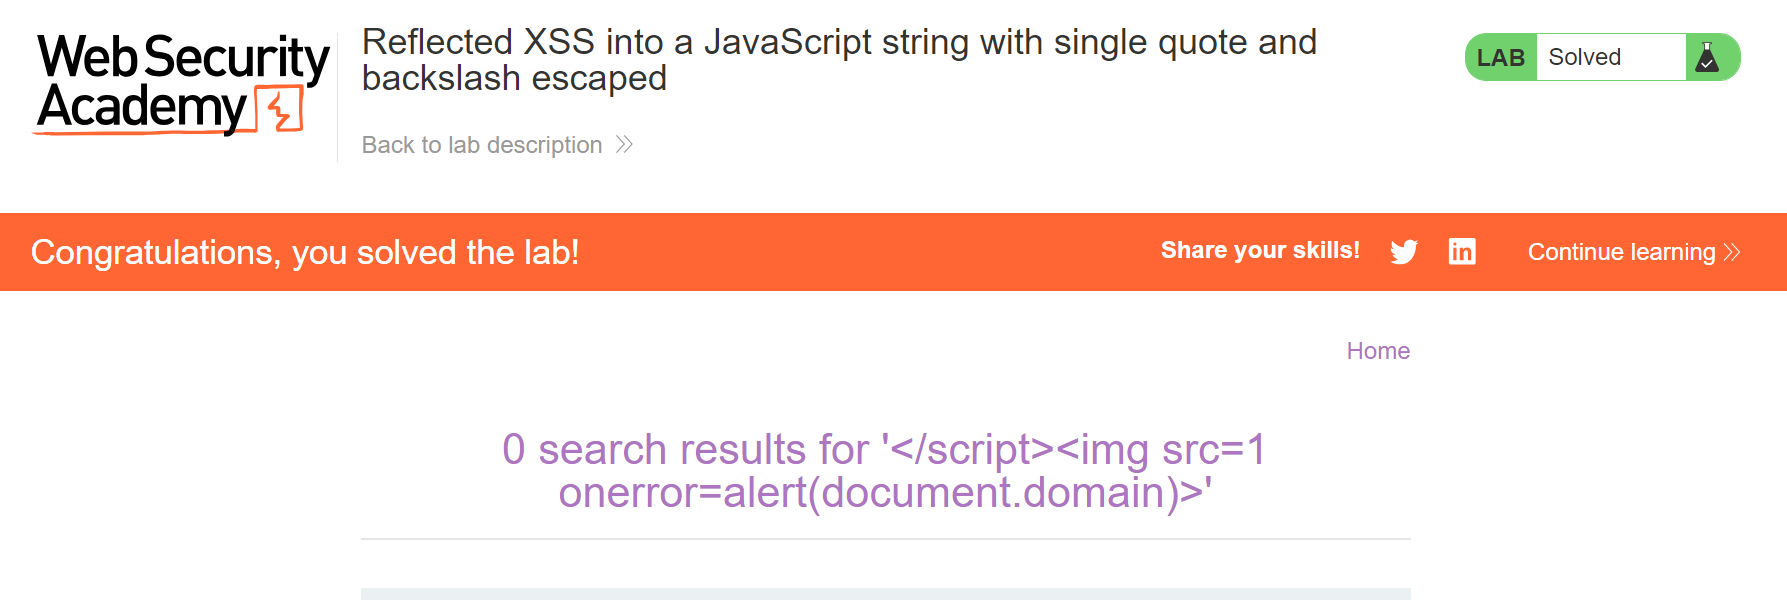 Web Security
Academy
Reflected XSS into a JavaScript string with single quote and
backslash escaped
LAB Solved
Back to lab description
Congratulations, you solved the lab!
Share your skills!
Continue learning
Home
0 search results for '</script><img src=1
onerror=alert(document.domain)>'